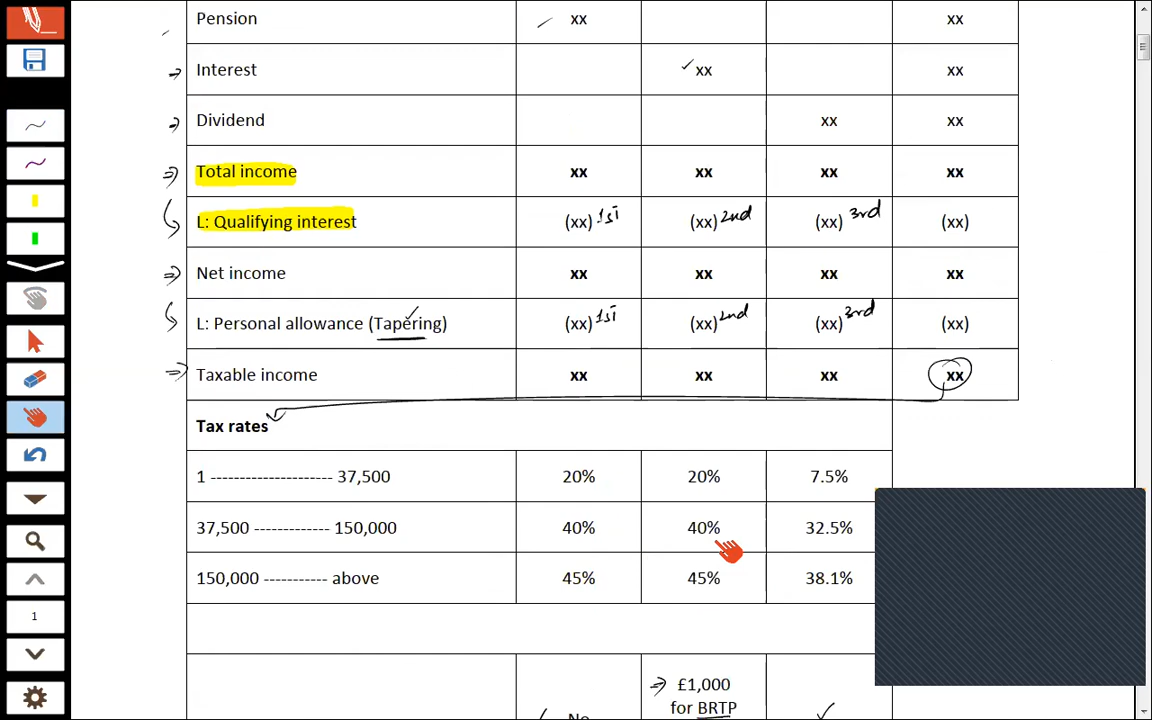 Pension xx xx
Interest xx xx
Dividend xx xx
Total income xx xx xx xx
L: Qualifying interest (xx) 1st (xx) 2nd (xx) 3rd (xx)
Net income xx xx xx xx
L: Personal allowance (Tapering) (xx) 1st (xx) 2nd (xx) 3rd (xx)
Taxable income xx xx xx xx
Tax rates
1 --------------------- 37,500 20% 20% 7.5%
37,500 ------------ 150,000 40% 40% 32.5%
150,000 ----------- above 45% 45% 38.1%
£1,000
for BRTP
No
1